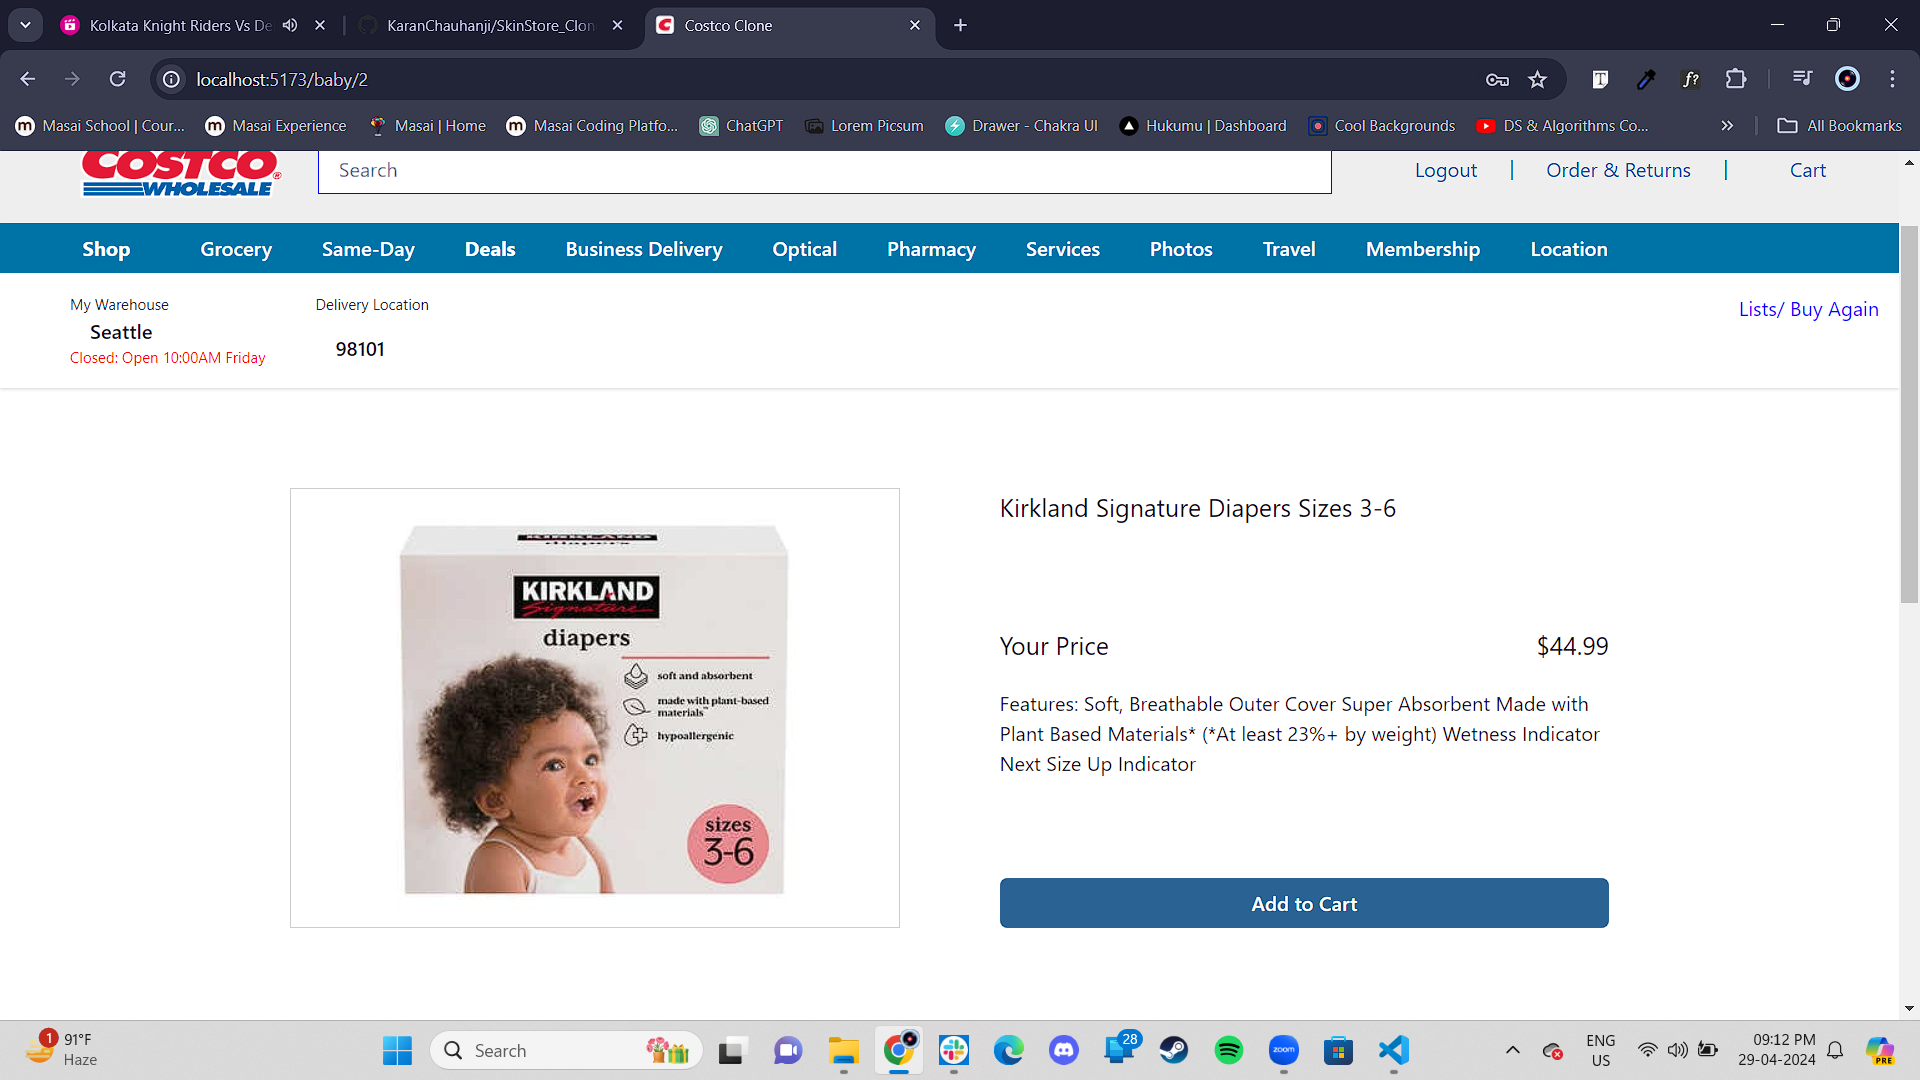 Kolkata Knight Riders Vs De
KaranChauhanji/SkinStore_Clon
Costco Clone
localhost:5173/baby/2
Masai School | Cour...
Masai Experience
Masai | Home
Masai Coding Platfo...
ChatGPT
Lorem Picsum
Drawer - Chakra UI
Hukumu | Dashboard
Cool Backgrounds
DS & Algorithms Co...
All Bookmarks
COSTCO
WHOLESALE
Search
Logout
Order & Returns
Cart
Shop
Grocery
Same-Day
Deals
Business Delivery
Optical
Pharmacy
Services
Photos
Travel
Membership
Location
My Warehouse
Seattle
Closed: Open 10:00AM Friday
Delivery Location
98101
Lists/ Buy Again
KIRKLAND
diapers
KIRKLAND
Signature
diapers
soft and absorbent
made with plant-based
materials
hypoallergenic
sizes
3-6
Kirkland Signature Diapers Sizes 3-6
Your Price
$44.99
Features: Soft, Breathable Outer Cover Super Absorbent Made with
Plant Based Materials* (*At least 23%+ by weight) Wetness Indicator
Next Size Up Indicator
Add to Cart
1
91°F
Haze
Search
28
zoom
PRE
ENG
US
09:12 PM
29-04-2024